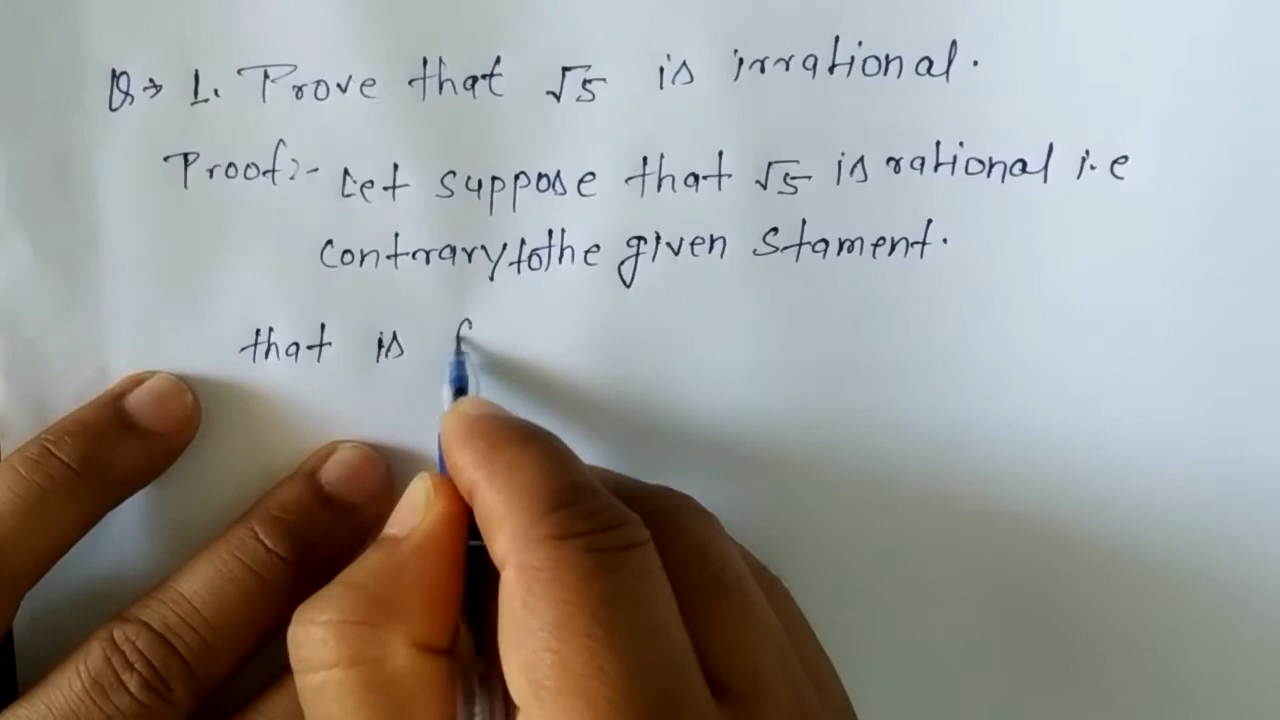 Q→ 1. Prove that √5 is irrational.
Proof:- Let suppose that √5 is rational i.e
contrary to the given stament.
that is